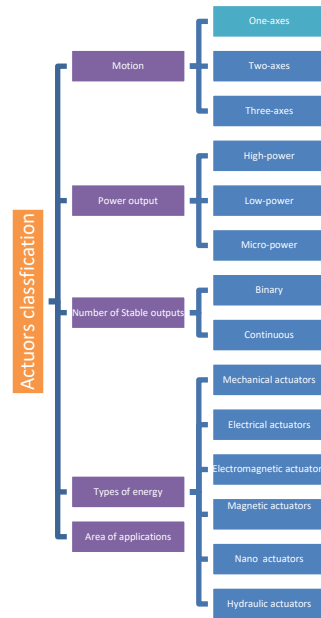 Actuors classfication
Motion
One-axes
Two-axes
Three-axes
Power output
High-power
Low-power
Micro-power
Number of Stable outputs
Binary
Continuous
Types of energy
Mechanical actuators
Electrical actuators
Electromagnetic actuator
Magnetic actuators
Nano actuators
Hydraulic actuators
Area of applications